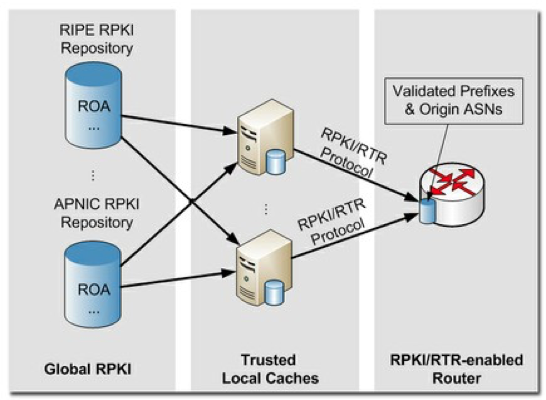 RIPE RPKI
Repository
ROA
...
...
APNIC RPKI
Repository
ROA
...
Global RPKI
...
Trusted
Local Caches
RPKI/RTR
Protocol
RPKI/RTR
Protocol
Validated Prefixes
& Origin ASNs
RPKI/RTR-enabled
Router